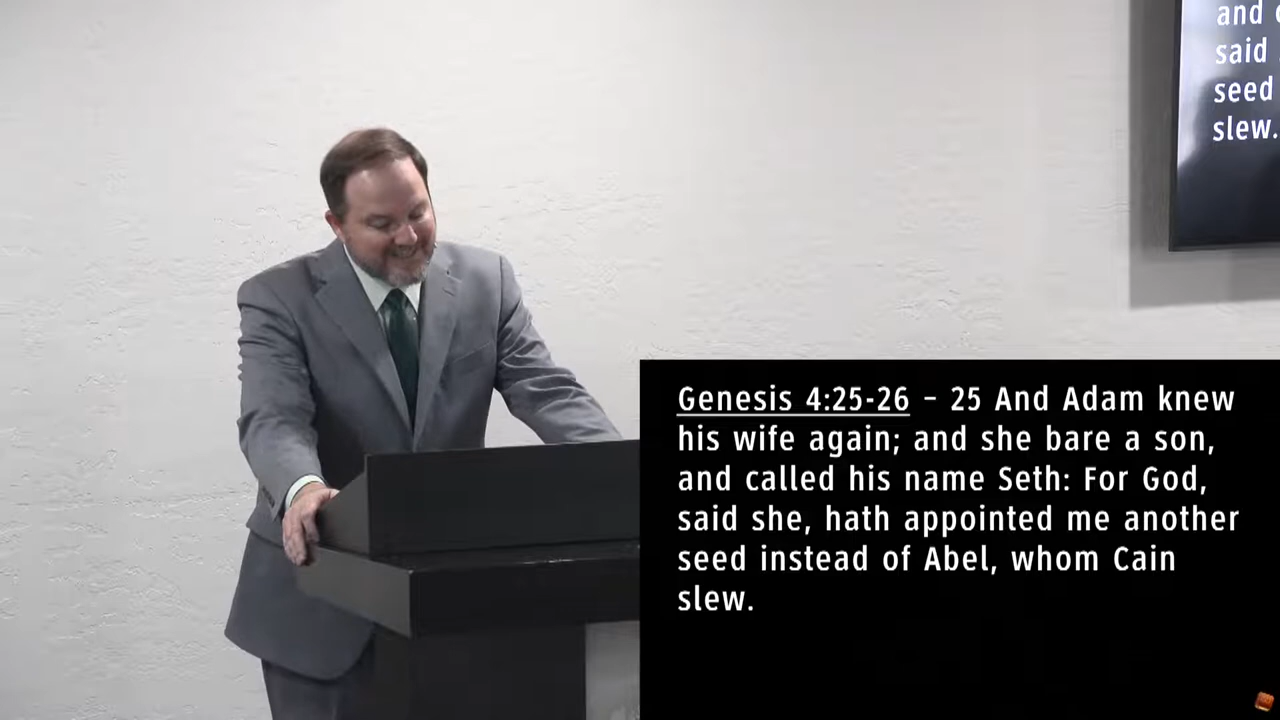 and
said
seed
slew.
Genesis 4:25-26 – 25 And Adam knew
his wife again; and she bare a son,
and called his name Seth: For God,
said she, hath appointed me another
seed instead of Abel, whom Cain
slew.